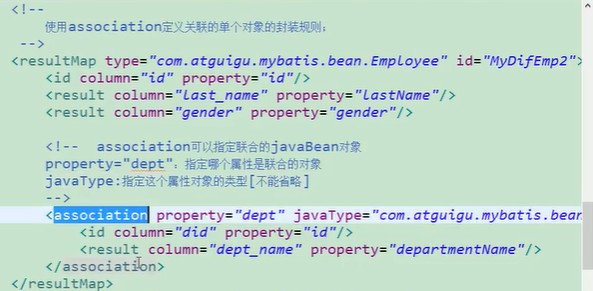 <!--
使用association定义关联的单个对象的封装规则;
-->
<resultMap type="com.atguigu.mybatis.bean.Employee" id="MyDifEmp2">
<id column="id" property="id"/>
<result column="last_name" property="lastName"/>
<result column="gender" property="gender"/>
<!-- association可以指定联合的javaBean对象
property="dept":指定哪个属性是联合的对象
javaType:指定这个属性对象的类型[不能省略]
-->
<association property="dept" javaType="com.atguigu.mybatis.bean
<id column="did" property="id"/>
<result column="dept_name" property="departmentName"/>
</association>
</resultMap>